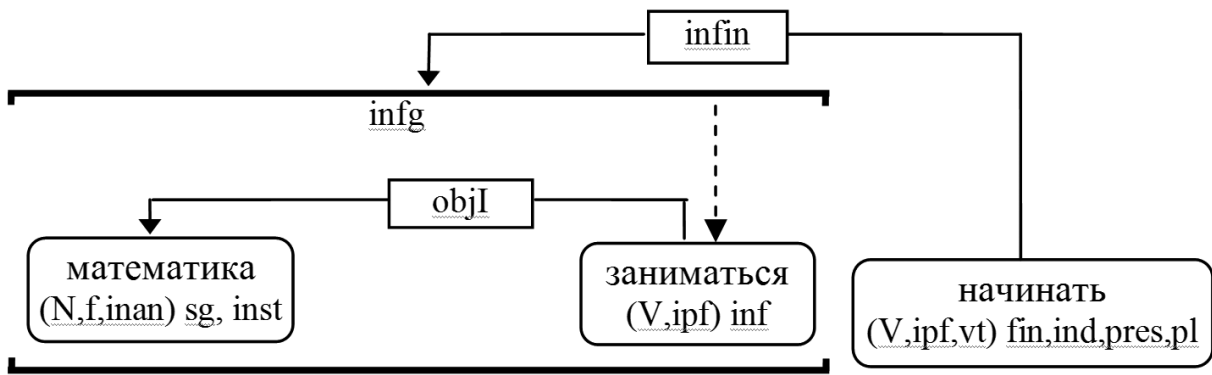 infin
infg
objI
математика
(N,f,inan) sg, inst
заниматься
(V,ipf) inf
начинать
(V,ipf,vt) fin,ind,pres,pl